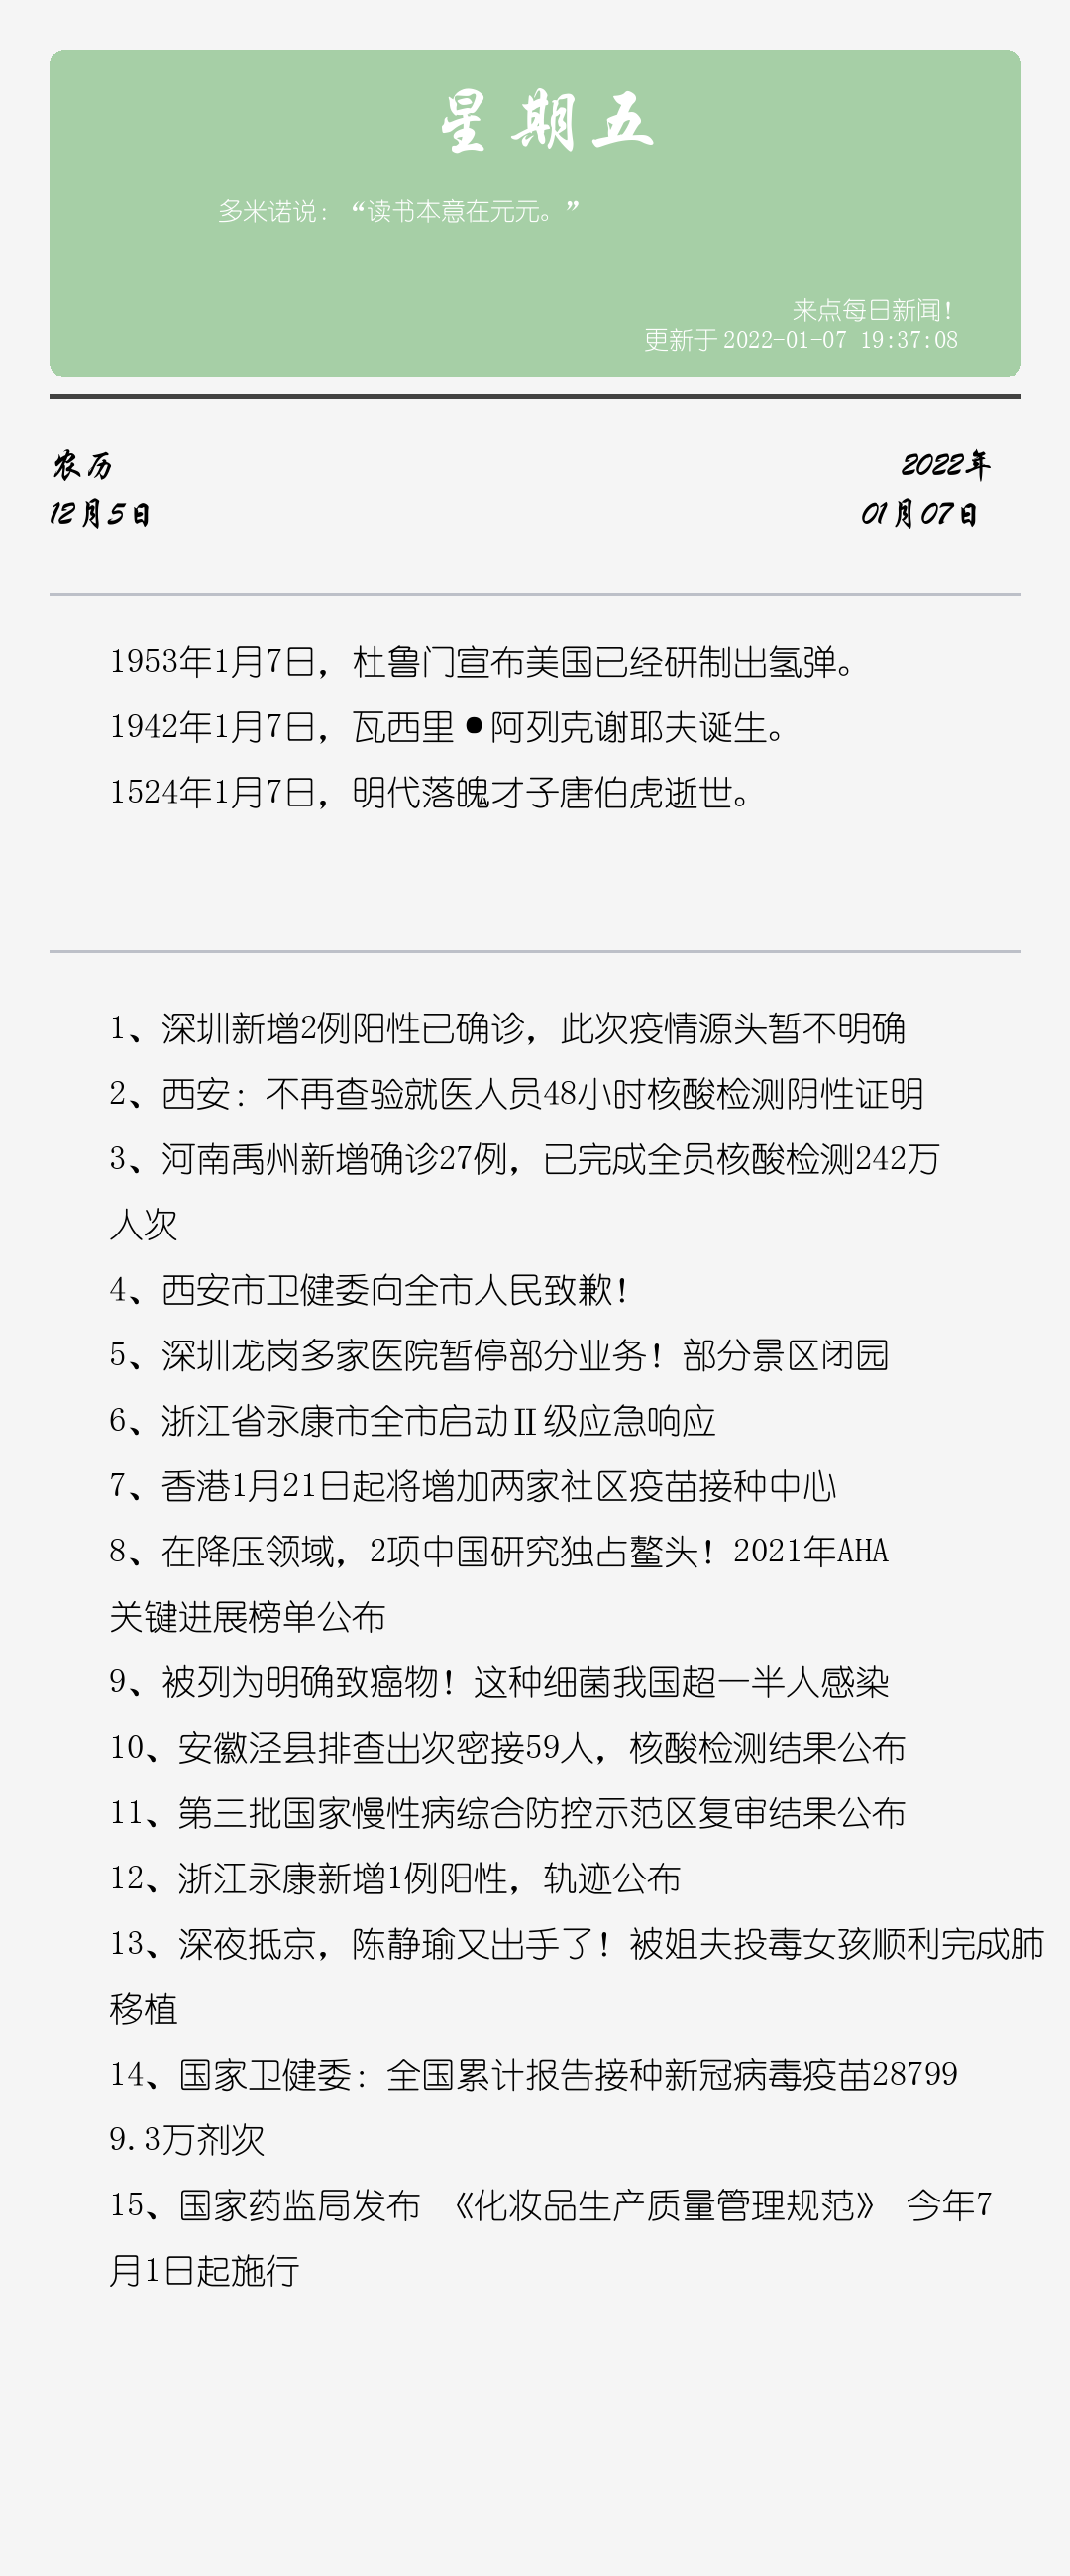 星期五
多米诺说：“读书本意在元元。”
来点每日新闻！
更新于2022-01-07 19:37:08
农历
2022年
12月5日
01月07日
1953年1月7日，杜鲁门宣布美国已经研制出氢弹。
1942年1月7日，瓦西里•阿列克谢耶夫诞生。
1524年1月7日，明代落魄才子唐伯虎逝世。
1、深圳新增2例阳性已确诊，此次疫情源头暂不明确
2、西安：不再查验就医人员48小时核酸检测阴性证明
3、河南禹州新增确诊27例，已完成全员核酸检测242万
人次
4、西安市卫健委向全市人民致歉！
5、深圳龙岗多家医院暂停部分业务！部分景区闭园
6、浙江省永康市全市启动Ⅱ级应急响应
7、香港1月21日起将增加两家社区疫苗接种中心
8、在降压领域，2项中国研究独占鳌头！2021年AHA
关键进展榜单公布
9、被列为明确致癌物！这种细菌我国超一半人感染
10、安徽泾县排查出次密接59人，核酸检测结果公布
11、第三批国家慢性病综合防控示范区复审结果公布
12、浙江永康新增1例阳性，轨迹公布
13、深夜抵京，陈静瑜又出手了！被姐夫投毒女孩顺利完成肺
移植
14、国家卫健委：全国累计报告接种新冠病毒疫苗28799
9.3万剂次
15、国家药监局发布 《化妆品生产质量管理规范》 今年7
月1日起施行